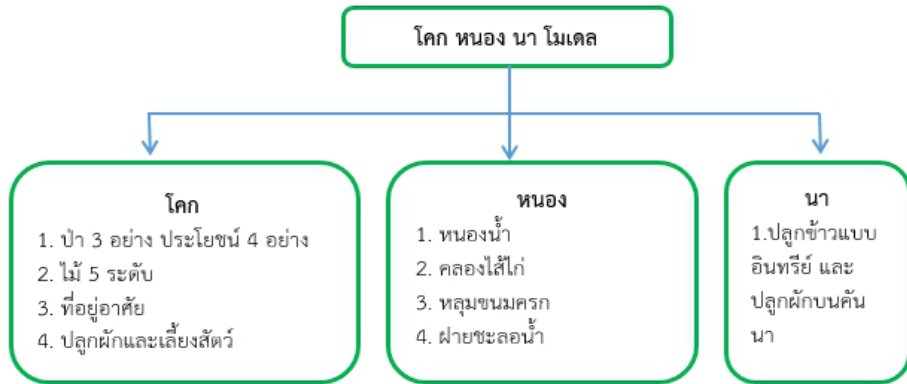 โคก หนอง นา โมเดล
โคก
1. ป่า 3 อย่าง ประโยชน์ 4 อย่าง
2. ไม้ 5 ระดับ
3. ที่อยู่อาศัย
4. ปลูกผักและเลี้ยงสัตว์
หนอง
1. หนองน้ำ
2. คลองไส้ไก่
3. หลุมขนมครก
4. ฝายชะลอน้ำ
นา
1.ปลูกข้าวแบบ
อินทรีย์ และ
ปลูกผักบนคัน
นา